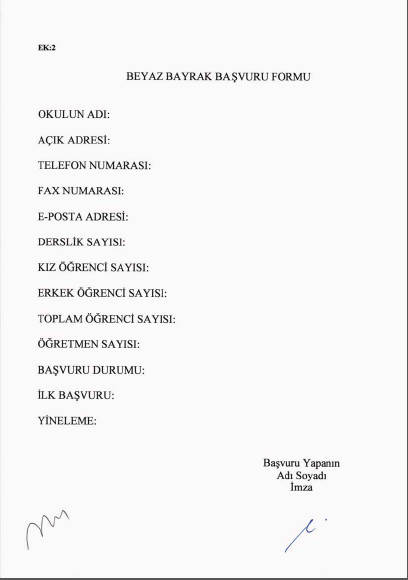 EK:2
BEYAZ BAYRAK BAŞVURU FORMU
OKULUN ADI:
AÇIK ADRESİ:
TELEFON NUMARASI:
FAX NUMARASI:
E-POSTA ADRESİ:
DERSLİK SAYISI:
KIZ ÖĞRENCİ SAYISI:
ERKEK ÖĞRENCİ SAYISI:
TOPLAM ÖĞRENCİ SAYISI:
ÖĞRETMEN SAYISI:
BAŞVURU DURUMU:
İLK BAŞVURU:
YİNELEME:
Başvuru Yapanın
Adı Soyadı
İmza